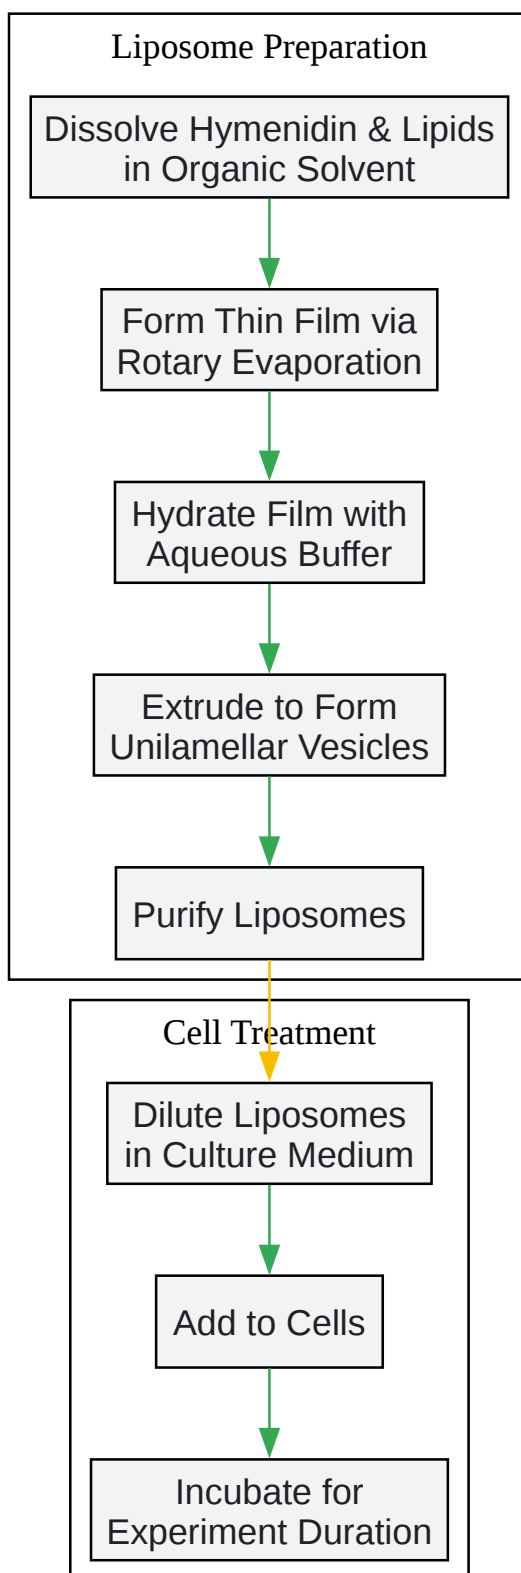 Liposome Preparation
Dissolve Hymenidin & Lipids
in Organic Solvent
Form Thin Film via
Rotary Evaporation
Hydrate Film with
Aqueous Buffer
Extrude to Form
Unilamellar Vesicles
Purify Liposomes
Cell Treatment
Dilute Liposomes
in Culture Medium
Add to Cells
Incubate for
Experiment Duration